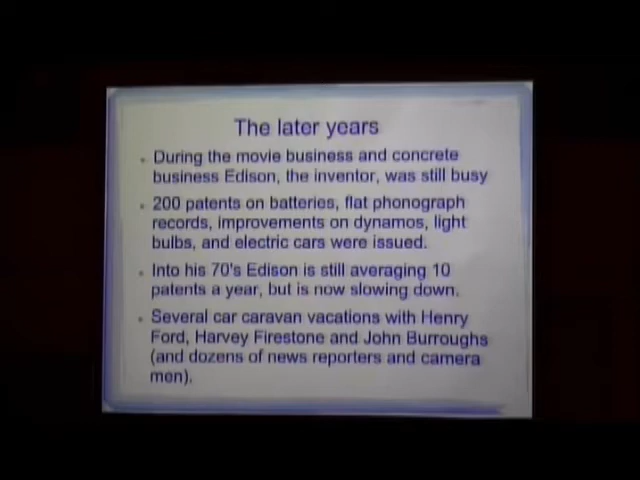 The later years
During the movie business and concrete
business Edison, the inventor, was still busy
200 patents on batteries, flat phonograph
records, improvements on dynamos, light
bulbs, and electric cars were issued.
Into his 70's Edison is still averaging 10
patents a year, but is now slowing down.
Several car caravan vacations with Henry
Ford, Harvey Firestone and John Burroughs
(and dozens of news reporters and camera
men).